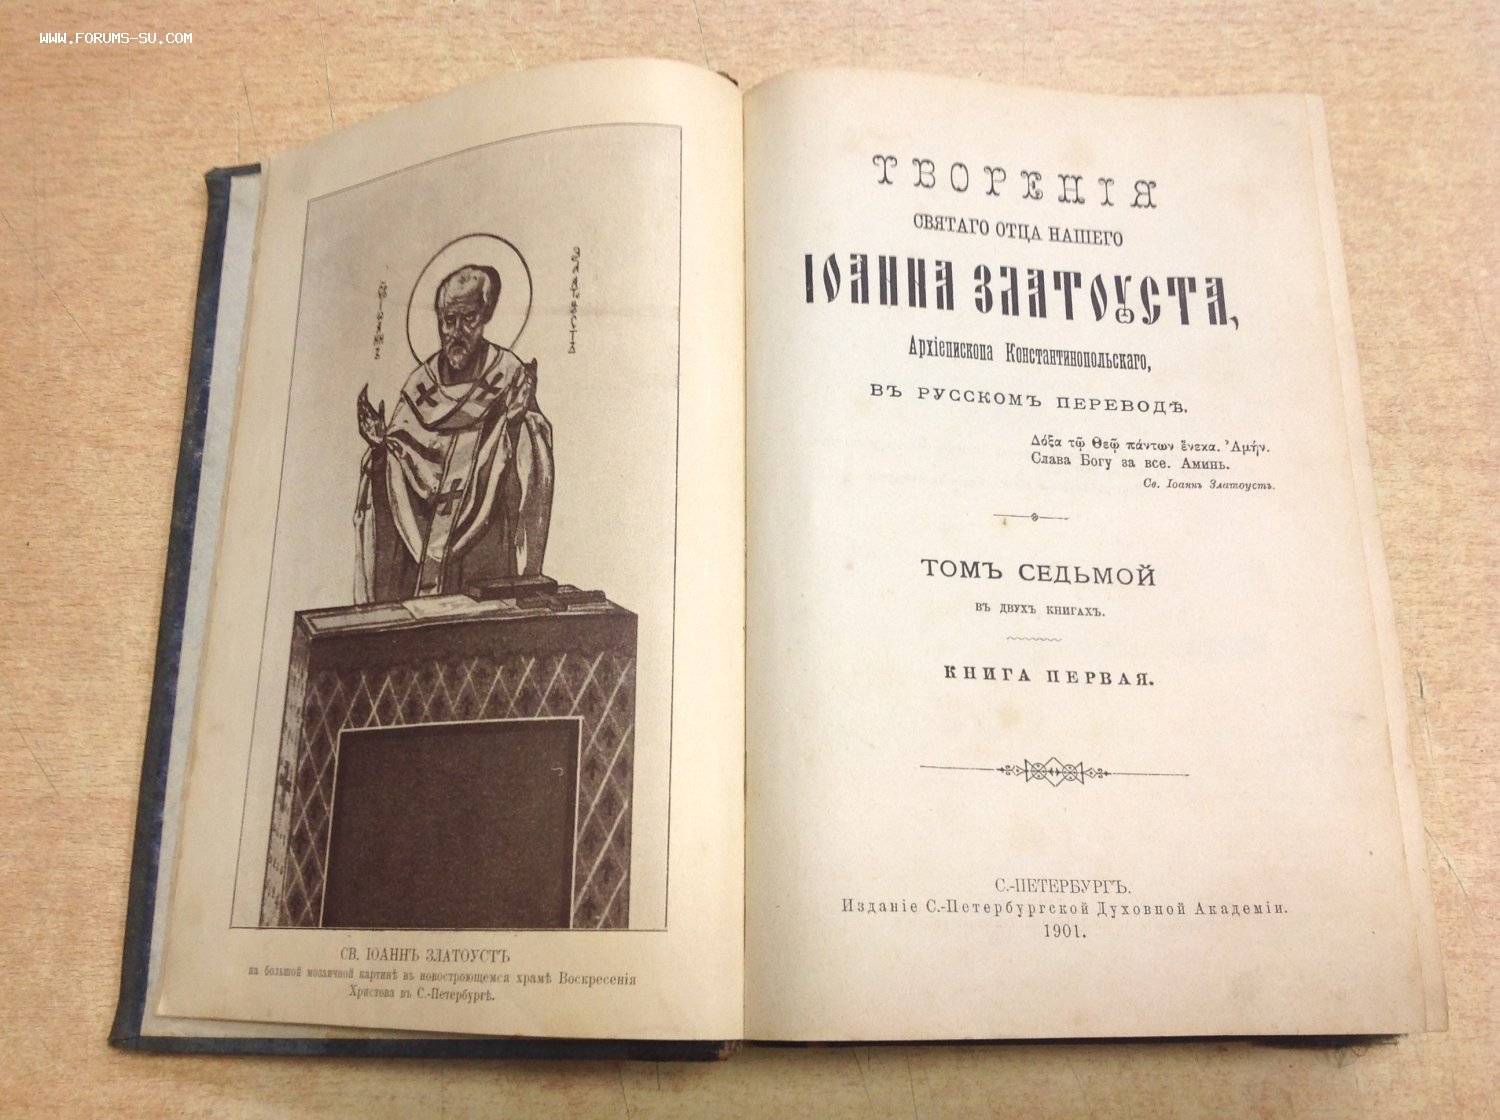 WWW.FORUMS-SU.COM
СВ. ІОАННЪ ЗЛАТОУСТЪ
на большой мозаичной картинѣ въ новостроющемся храмѣ Воскресенія
Христова въ С.-Петербургѣ.
ТВОРЕНІЯ
СВЯТАГО ОТЦА НАШЕГО
ІОАННА ЗЛАТОУСТА,
Архіепископа Константинопольскаго,
ВЪ РУССКОМЪ ПЕРЕВОДѢ.
Δόξα τῷ Θεῷ πάντων ἕνεκα. Ἀμήν.
Слава Богу за все. Аминь.
Св. Іоаннъ Златоустъ.
ТОМЪ СЕДЬМОЙ
ВЪ ДВУХЪ КНИГАХЪ.
КНИГА ПЕРВАЯ.
С.-ПЕТЕРБУРГЪ.
Изданіе С.-Петербургской Духовной Академіи.
1901.